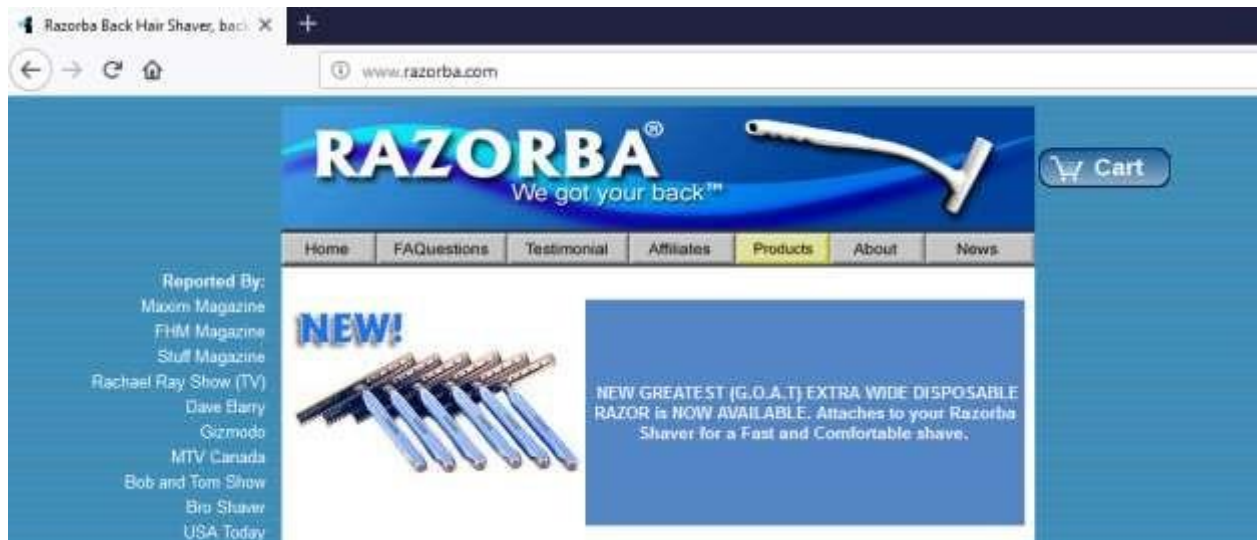 Razorba Back Hair Shaver, bac
www.razorba.com
RAZORBA®
We got your back™
Cart
Home FAQuestions Testimonial Affiliates Products About News
Reported By:
Maxim Magazine
FHM Magazine
Stuff Magazine
Rachael Ray Show (TV)
Dave Barry
Gizmodo
MTV Canada
Bob and Tom Show
Bro Shaver
USA Today
NEW!
NEW GREATEST (G.O.A.T) EXTRA WIDE DISPOSABLE
RAZOR is NOW AVAILABLE. Attaches to your Razorba
Shaver for a Fast and Comfortable shave.